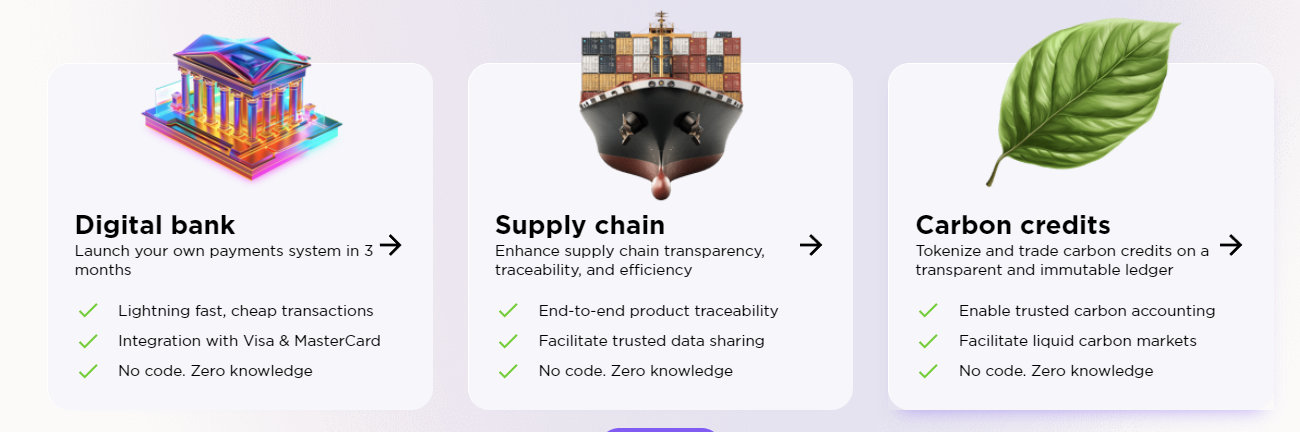 Digital bank
Launch your own payments system in 3
months
Lightning fast, cheap transactions
Integration with Visa & MasterCard
No code. Zero knowledge
Supply chain
Enhance supply chain transparency,
traceability, and efficiency
End-to-end product traceability
Facilitate trusted data sharing
No code. Zero knowledge
Carbon credits
Tokenize and trade carbon credits on a
transparent and immutable ledger
Enable trusted carbon accounting
Facilitate liquid carbon markets
No code. Zero knowledge